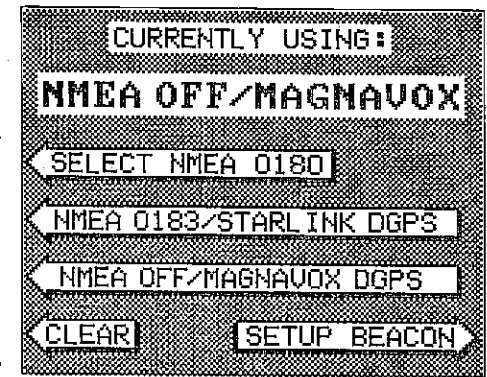 CURRENTLY USING:
NMEA OFF/MAGNAVOX
SELECT NMEA 0180
NMEA 0183/STARLINK DGPS
NMEA OFF/MAGNAVOX DGPS
CLEAR SETUP BEACON